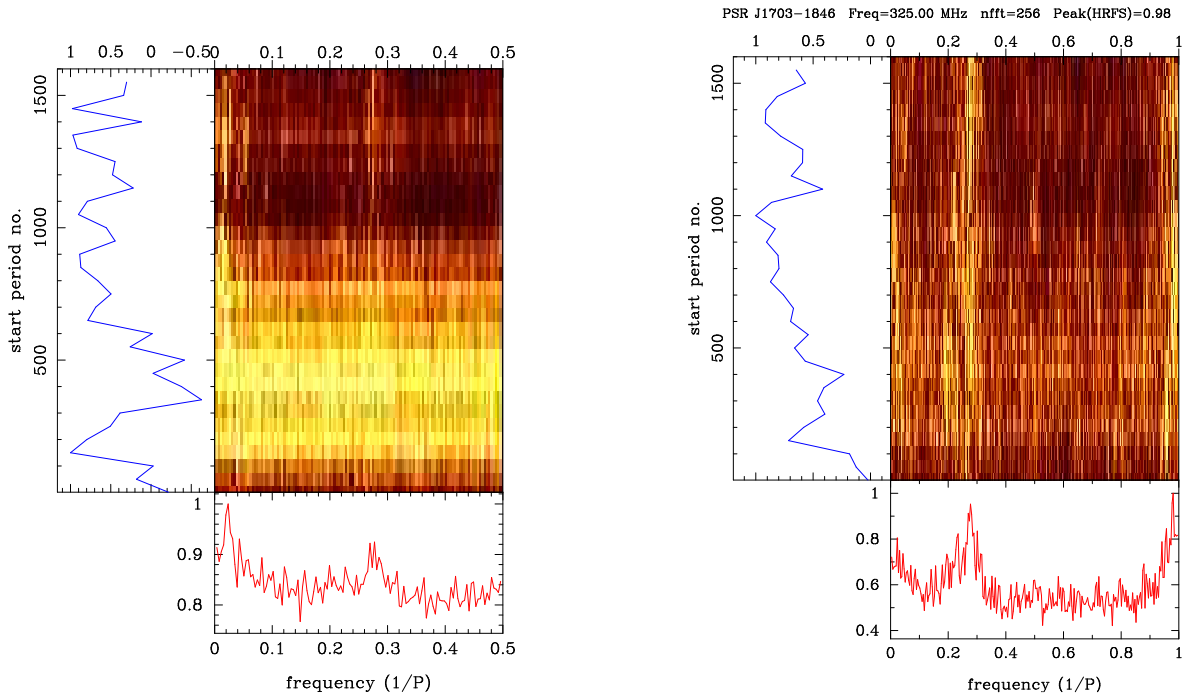 PSR J1703−1846 Freq=325.00 MHz nfft=256 Peak(HRFS)=0.98
1 0.5 0 −0.5 0 0.1 0.2 0.3 0.4 0.5
start period no.
500 1000 1500
1
0.9
0.8
0 0.1 0.2 0.3 0.4 0.5
frequency (1/P)
1 0.5 0 0 0.2 0.4 0.6 0.8 1
start period no.
500 1000 1500
1
0.8
0.6
0.4
0 0.2 0.4 0.6 0.8 1
frequency (1/P)